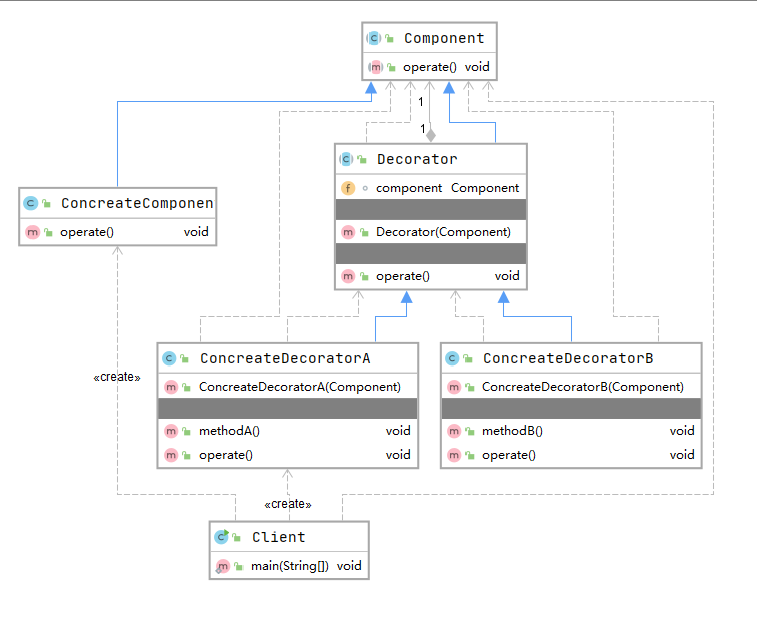 Component
operate() void
1
1
Decorator
component Component
Decorator(Component)
operate() void
ConcreateComponen
operate() void
ConcreateDecoratorA
ConcreateDecoratorA(Component)
methodA() void
operate() void
ConcreateDecoratorB
ConcreateDecoratorB(Component)
methodB() void
operate() void
«create»
«create»
Client
main(String[]) void